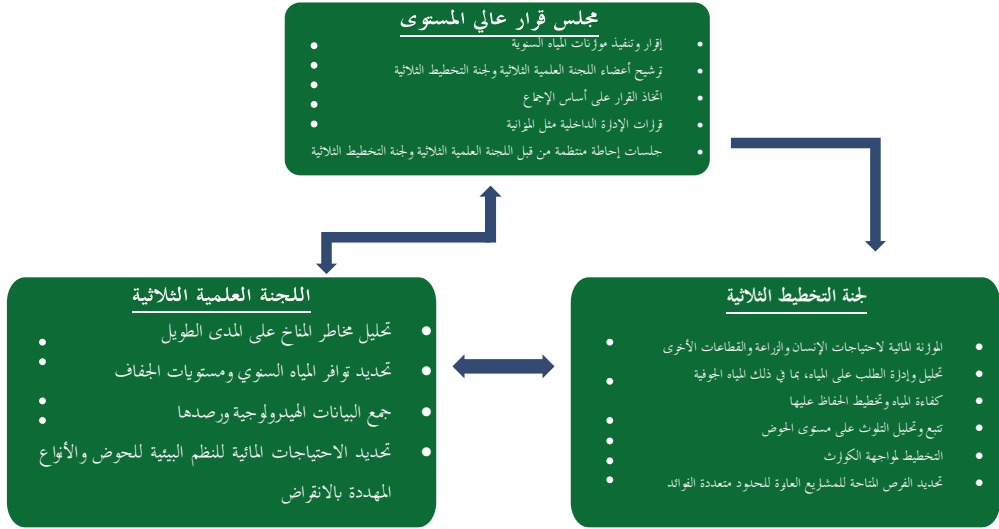 مجلس قرار عالي المستوى
• إقرار وتنفيذ موازنات المياه السنوية
• ترشيح أعضاء اللجنة العلمية الثلاثية ولجنة التخطيط الثلاثية
• اتخاذ القرار على أساس الإجماع
• قرارات الإدارة الداخلية مثل الميزانية
• جلسات إحاطة منتظمة من قبل اللجنة العلمية الثلاثية ولجنة التخطيط الثلاثية
لجنة التخطيط الثلاثية
• الموازنة المائية لاحتياجات الإنسان والزراعة والقطاعات الأخرى
• تحليل وإدارة الطلب على المياه، بما في ذلك المياه الجوفية
• كفاءة المياه وتخطيط الحفاظ عليها
• تتبع وتحليل التلوث على مستوى الحوض
• التخطيط لمواجهة الكوارث
• تحديد الفرص المتاحة للمشاريع العابرة للحدود متعددة الفوائد
اللجنة العلمية الثلاثية
• تحليل مخاطر المناخ على المدى الطويل
• تحديد توافر المياه السنوي ومستويات الجفاف
• جمع البيانات الهيدرولوجية ورصدها
• تحديد الاحتياجات المائية للنظم البيئية للحوض والأنواع
المهددة بالانقراض